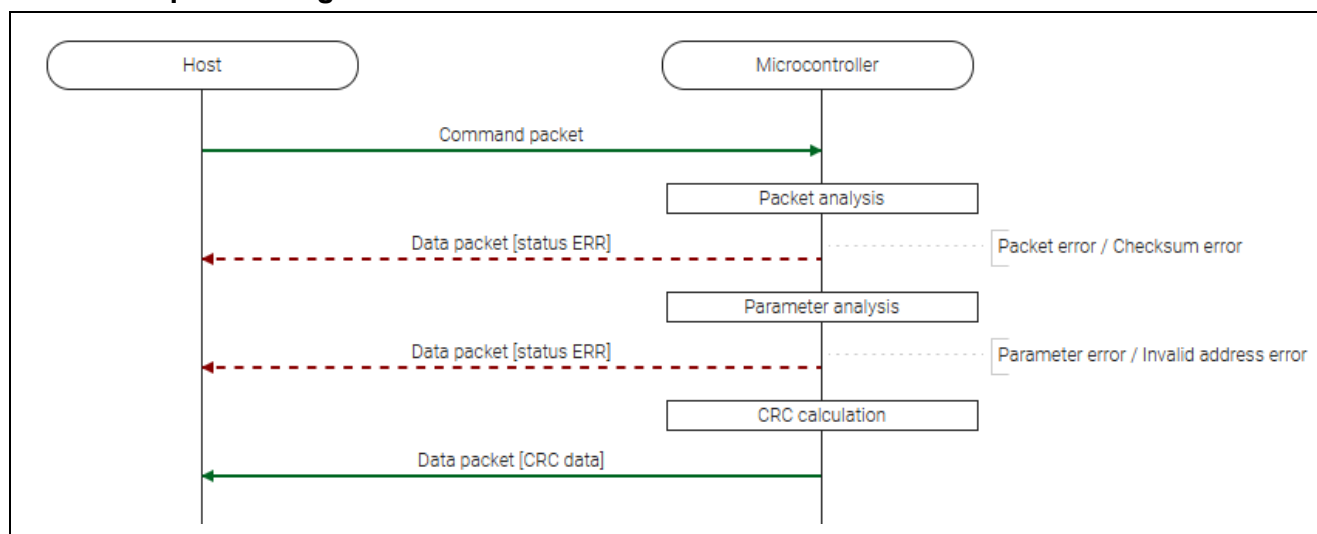 Host
Microcontroller
Command packet
Packet analysis
Data packet [status ERR]
Packet error / Checksum error
Parameter analysis
Data packet [status ERR]
Parameter error / Invalid address error
CRC calculation
Data packet [CRC data]